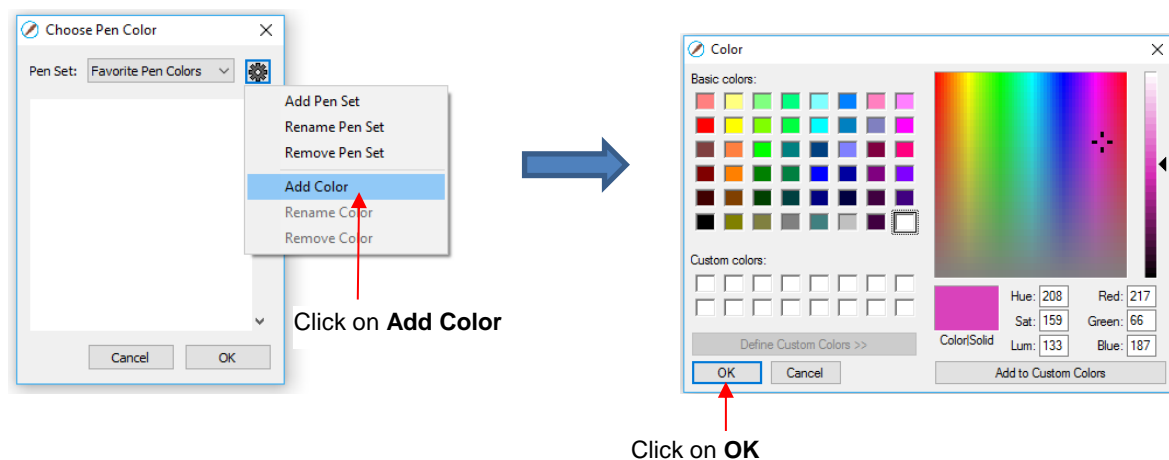 Choose Pen Color
Pen Set: Favorite Pen Colors
Add Pen Set
Rename Pen Set
Remove Pen Set
Add Color
Rename Color
Remove Color
Cancel OK
Click on Add Color
Color
Basic colors:
Custom colors:
Define Custom Colors >>
OK Cancel
Color|Solid
Hue: 208 Red: 217
Sat: 159 Green: 66
Lum: 133 Blue: 187
Add to Custom Colors
Click on OK